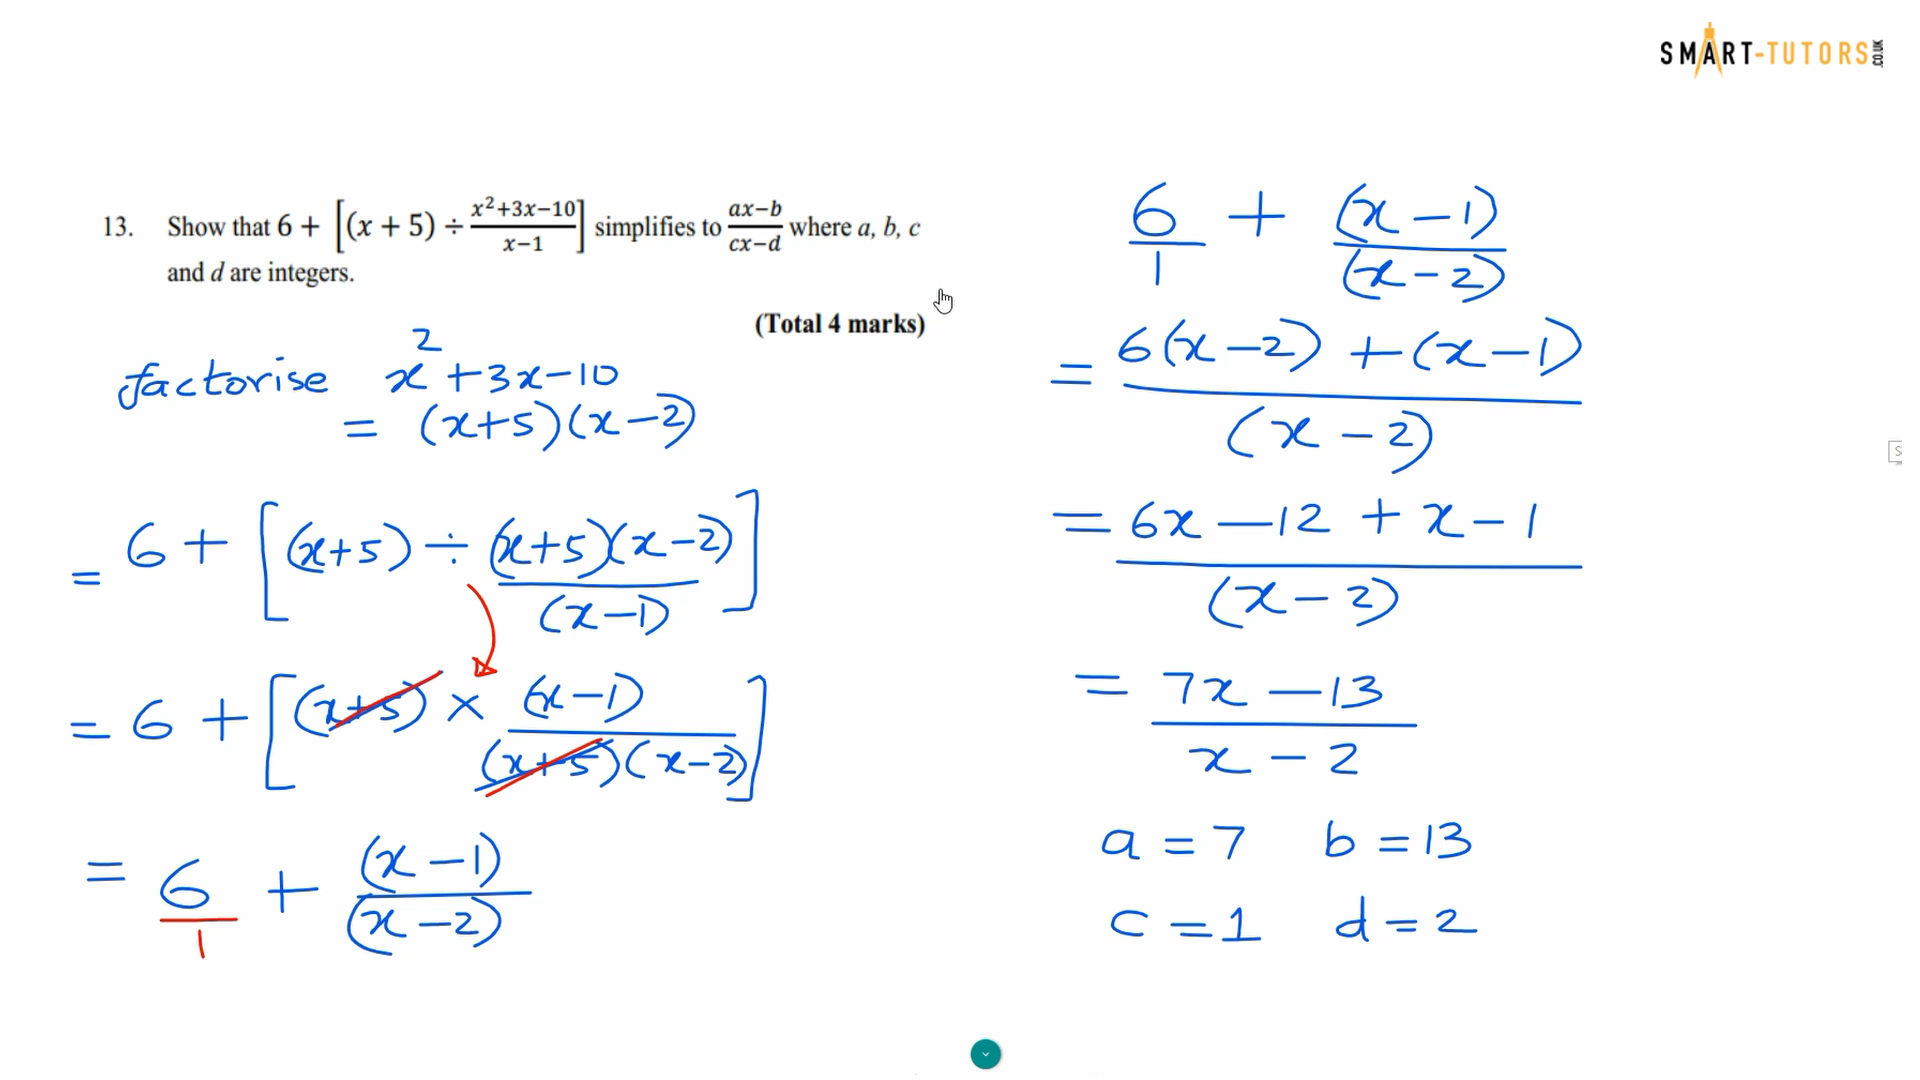 SMART-TUTORS.CO.UK
13. Show that 6 + [(x + 5) ÷ (x²+3x−10)/(x−1)] simplifies to (ax−b)/(cx−d) where a, b, c
and d are integers.
(Total 4 marks)
factorise x² +3x−10
= (x+5)(x−2)
= 6 + [(x+5) ÷ (x+5)(x−2)/(x−1)]
= 6 + [(x+5) × (x−1)/(x+5)(x−2)]
= 6/1 + (x−1)/(x−2)
6/1 + (x−1)/(x−2)
= 6(x−2) + (x−1)/(x−2)
= 6x −12 + x − 1/(x−2)
= 7x −13/x − 2
a = 7 b = 13
c = 1 d = 2
S